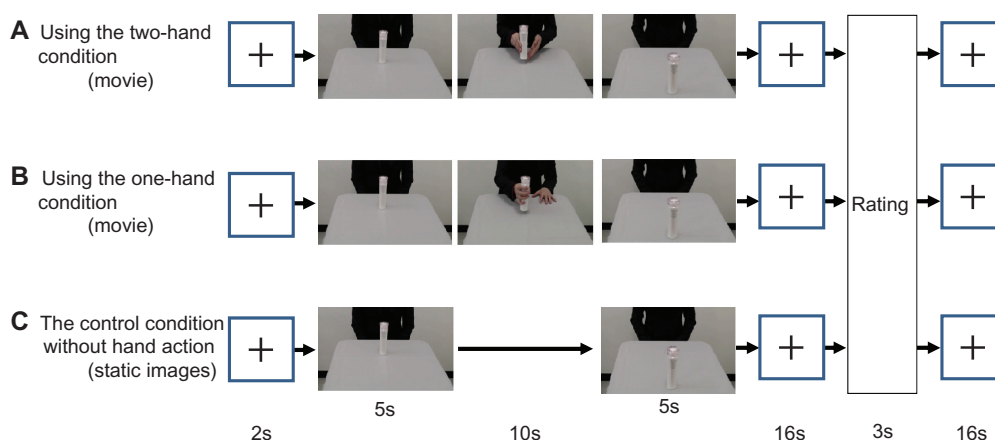 A Using the two-hand
condition
(movie)
B Using the one-hand
condition
(movie)
Rating
C The control condition
without hand action
(static images)
5s
5s
2s
10s
16s
3s
16s